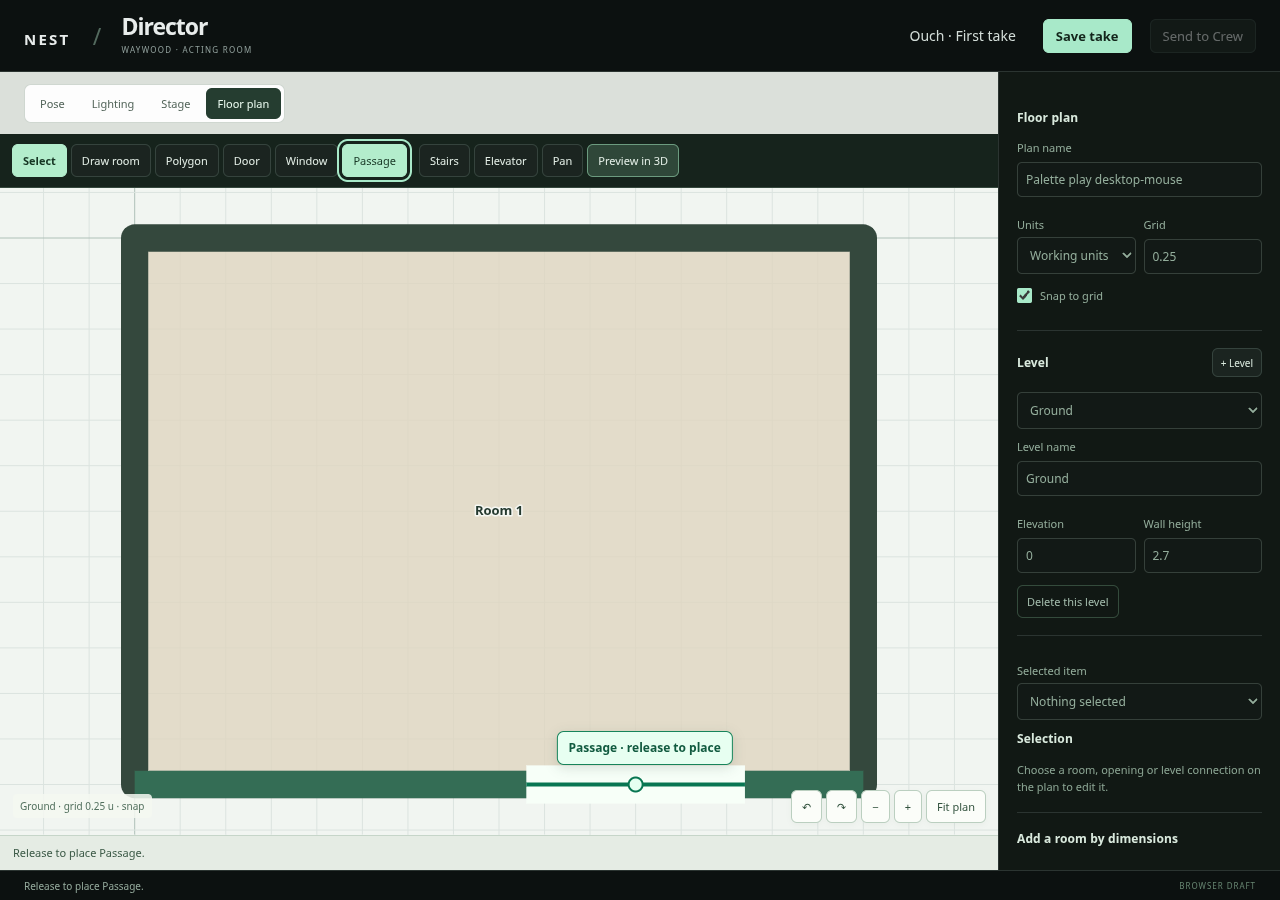 NEST / Director
WAYWOOD · ACTING ROOM
Ouch · First take
Save take
Send to Crew
Pose
Lighting
Stage
Floor plan
Select
Draw room
Polygon
Door
Window
Passage
Stairs
Elevator
Pan
Preview in 3D
Room 1
Passage · release to place
Ground · grid 0.25 u · snap
↶
↷
−
+
Fit plan
Release to place Passage.
Floor plan
Plan name
Palette play desktop-mouse
Units
Grid
Working units
0.25
Snap to grid
Level
+ Level
Ground
Level name
Ground
Elevation
Wall height
0
2.7
Delete this level
Selected item
Nothing selected
Selection
Choose a room, opening or level connection on
the plan to edit it.
Add a room by dimensions
Release to place Passage.
BROWSER DRAFT